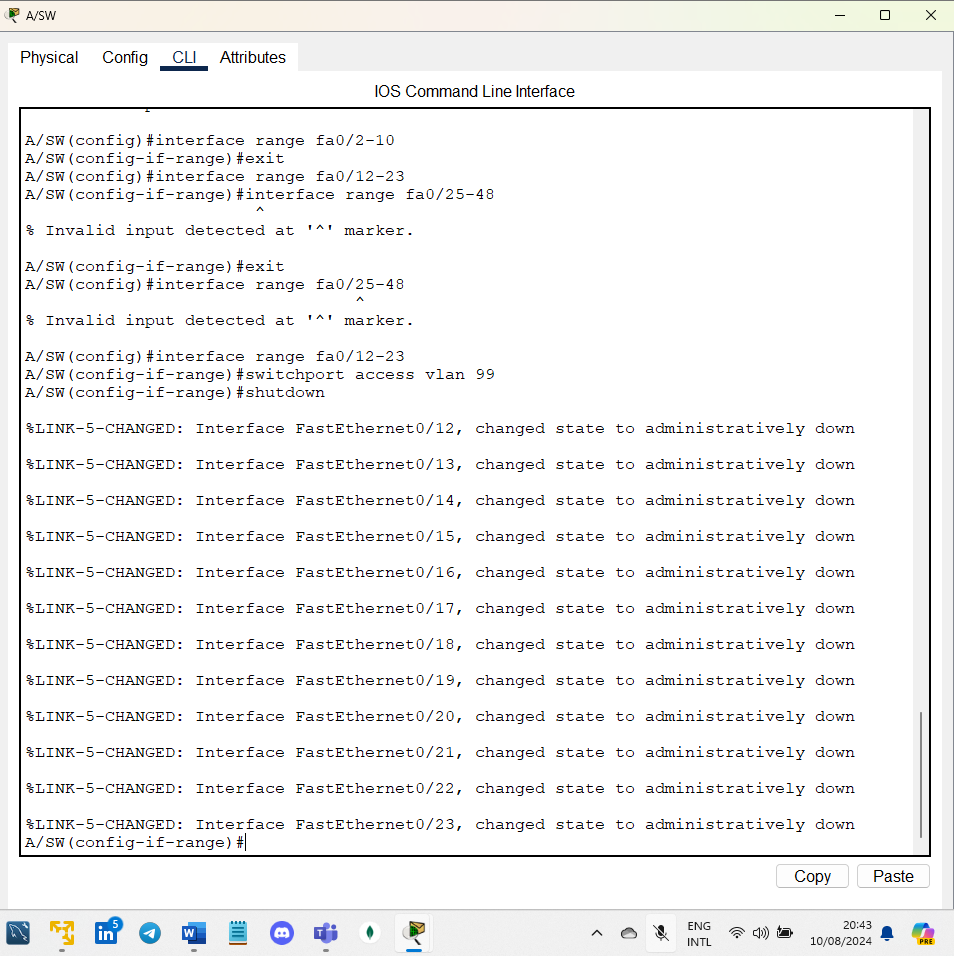 A/SW
Physical Config CLI Attributes
IOS Command Line Interface
A/SW(config)#interface range fa0/2-10
A/SW(config-if-range)#exit
A/SW(config)#interface range fa0/12-23
A/SW(config-if-range)#interface range fa0/25-48
^
% Invalid input detected at '^' marker.
A/SW(config-if-range)#exit
A/SW(config)#interface range fa0/25-48
^
% Invalid input detected at '^' marker.
A/SW(config)#interface range fa0/12-23
A/SW(config-if-range)#switchport access vlan 99
A/SW(config-if-range)#shutdown
%LINK-5-CHANGED: Interface FastEthernet0/12, changed state to administratively down
%LINK-5-CHANGED: Interface FastEthernet0/13, changed state to administratively down
%LINK-5-CHANGED: Interface FastEthernet0/14, changed state to administratively down
%LINK-5-CHANGED: Interface FastEthernet0/15, changed state to administratively down
%LINK-5-CHANGED: Interface FastEthernet0/16, changed state to administratively down
%LINK-5-CHANGED: Interface FastEthernet0/17, changed state to administratively down
%LINK-5-CHANGED: Interface FastEthernet0/18, changed state to administratively down
%LINK-5-CHANGED: Interface FastEthernet0/19, changed state to administratively down
%LINK-5-CHANGED: Interface FastEthernet0/20, changed state to administratively down
%LINK-5-CHANGED: Interface FastEthernet0/21, changed state to administratively down
%LINK-5-CHANGED: Interface FastEthernet0/22, changed state to administratively down
%LINK-5-CHANGED: Interface FastEthernet0/23, changed state to administratively down
A/SW(config-if-range)#
Copy Paste
5
ENG 20:43
INTL 10/08/2024
PRE